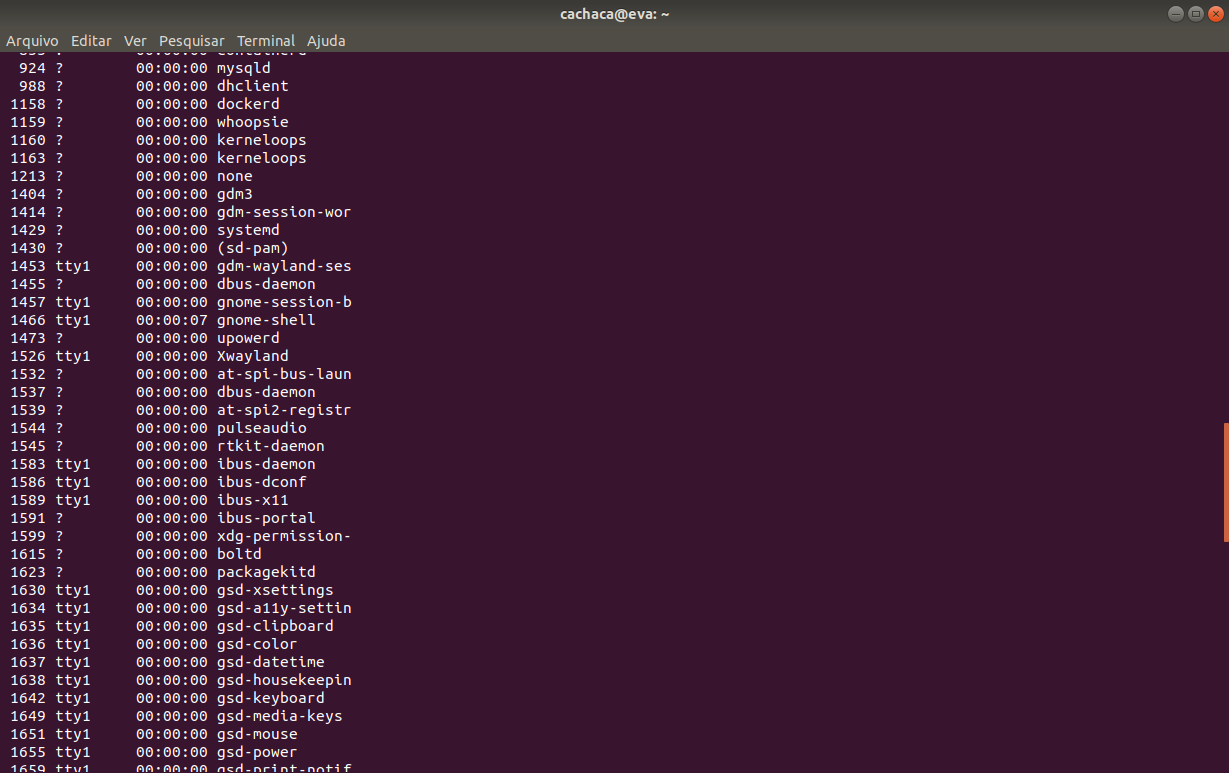 cachaca@eva: ~
Arquivo Editar Ver Pesquisar Terminal Ajuda
924 ? 00:00:00 mysqld
988 ? 00:00:00 dhclient
1158 ? 00:00:00 dockerd
1159 ? 00:00:00 whoopsie
1160 ? 00:00:00 kerneloops
1163 ? 00:00:00 kerneloops
1213 ? 00:00:00 none
1404 ? 00:00:00 gdm3
1414 ? 00:00:00 gdm-session-wor
1429 ? 00:00:00 systemd
1430 ? 00:00:00 (sd-pam)
1453 tty1 00:00:00 gdm-wayland-ses
1455 ? 00:00:00 dbus-daemon
1457 tty1 00:00:00 gnome-session-b
1466 tty1 00:00:07 gnome-shell
1473 ? 00:00:00 upowerd
1526 tty1 00:00:00 Xwayland
1532 ? 00:00:00 at-spi-bus-laun
1537 ? 00:00:00 dbus-daemon
1539 ? 00:00:00 at-spi2-registr
1544 ? 00:00:00 pulseaudio
1545 ? 00:00:00 rtkit-daemon
1583 tty1 00:00:00 ibus-daemon
1586 tty1 00:00:00 ibus-dconf
1589 tty1 00:00:00 ibus-x11
1591 ? 00:00:00 ibus-portal
1599 ? 00:00:00 xdg-permission-
1615 ? 00:00:00 boltd
1623 ? 00:00:00 packagekitd
1630 tty1 00:00:00 gsd-xsettings
1634 tty1 00:00:00 gsd-a11y-settin
1635 tty1 00:00:00 gsd-clipboard
1636 tty1 00:00:00 gsd-color
1637 tty1 00:00:00 gsd-datetime
1638 tty1 00:00:00 gsd-housekeepin
1642 tty1 00:00:00 gsd-keyboard
1649 tty1 00:00:00 gsd-media-keys
1651 tty1 00:00:00 gsd-mouse
1655 tty1 00:00:00 gsd-power
1659 tty1 00:00:00 gsd-print-notif